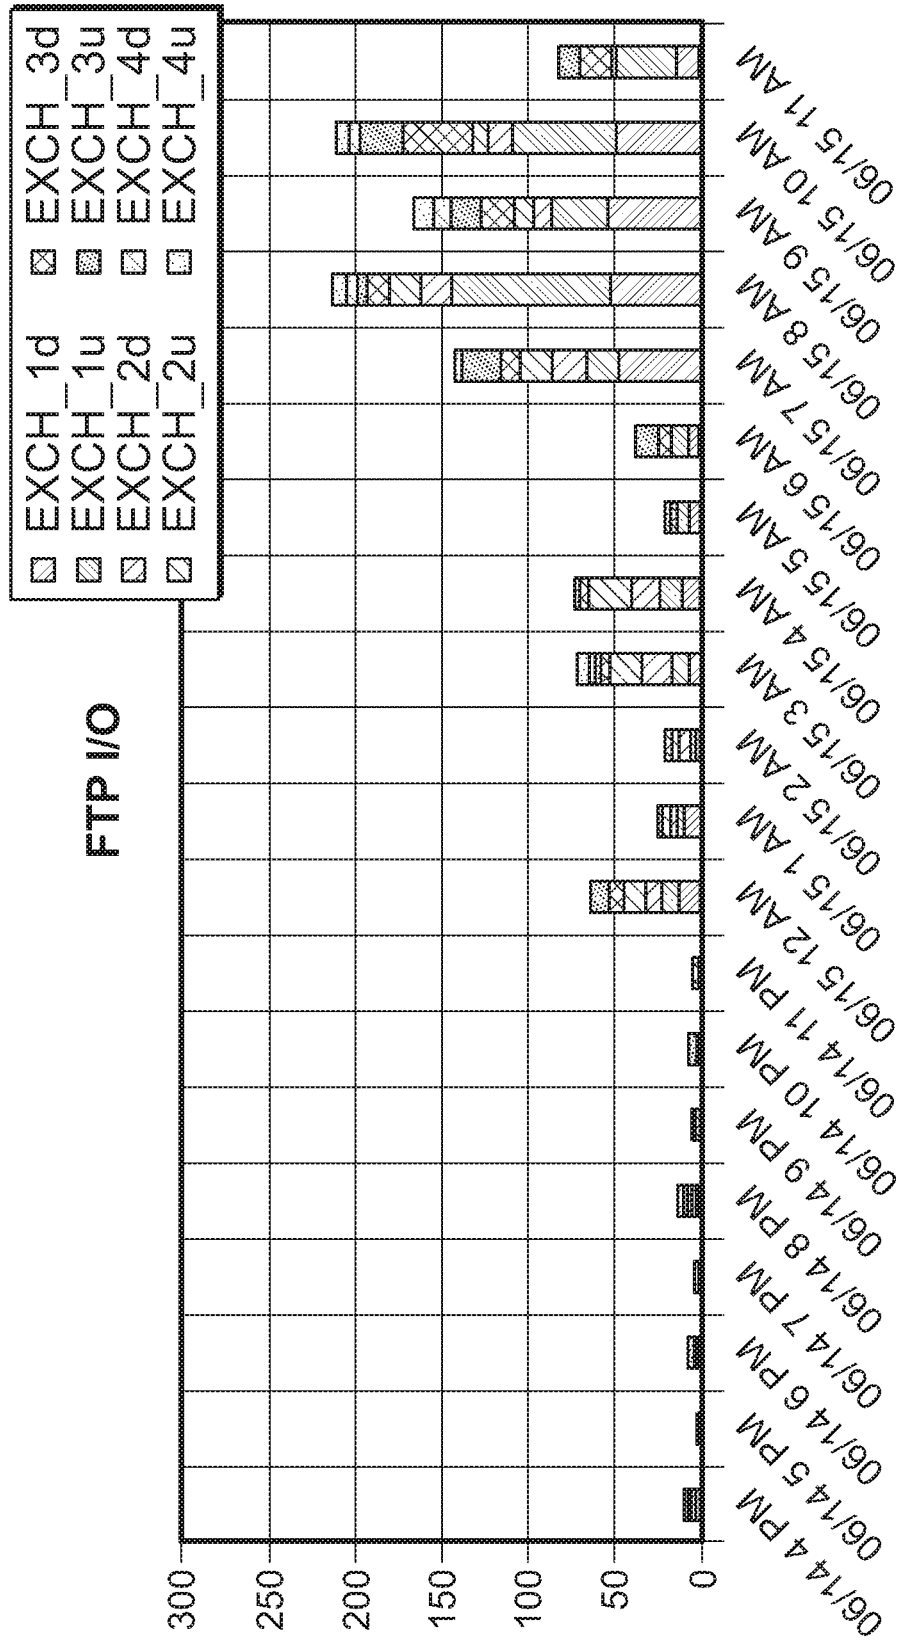 FTP I/O
EXCH_1d
EXCH_3d
EXCH_1u
EXCH_3u
EXCH_2d
EXCH_4d
EXCH_2u
EXCH_4u
300
250
200
150
100
50
0
06/14 4 PM
06/14 5 PM
06/14 6 PM
06/14 7 PM
06/14 8 PM
06/14 9 PM
06/14 10 PM
06/14 11 PM
06/15 12 AM
06/15 1 AM
06/15 2 AM
06/15 3 AM
06/15 4 AM
06/15 5 AM
06/15 6 AM
06/15 7 AM
06/15 8 AM
06/15 9 AM
06/15 10 AM
06/15 11 AM